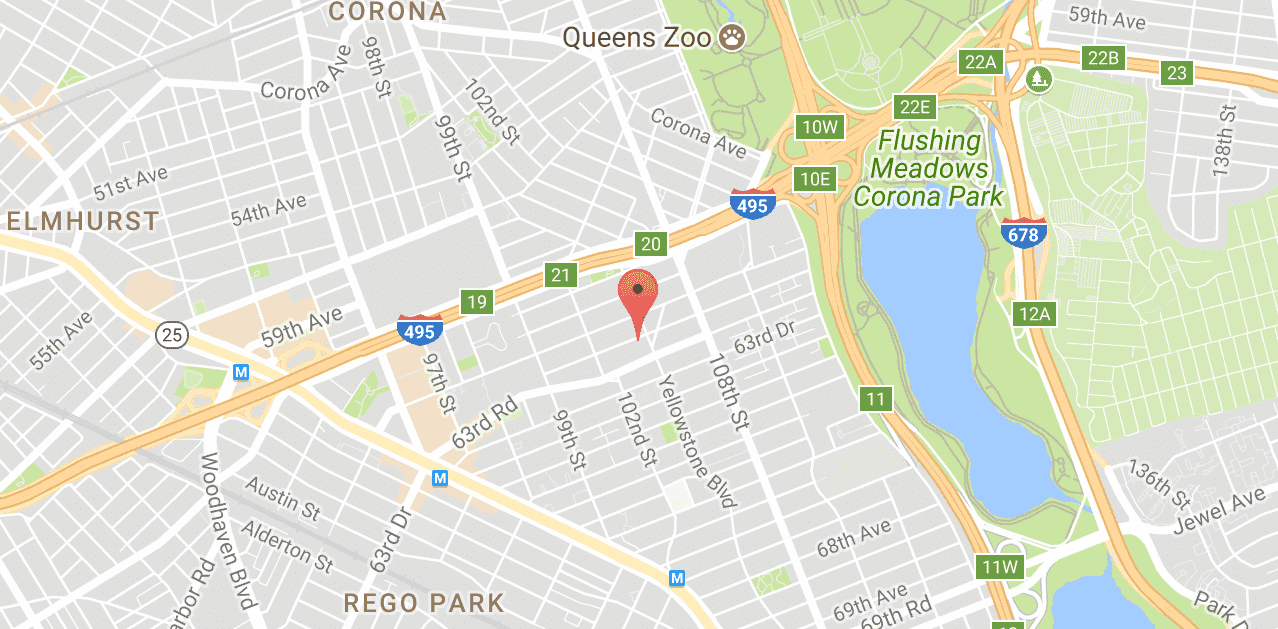 CORONA
59th Ave
Queens Zoo
98th St
22A
22B
23
Corona Ave
102nd St
22E
138th St
99th St
Corona Ave
10W
Flushing
Meadows
Corona Park
51st Ave
10E
54th Ave
495
ELMHURST
678
20
21
19
12A
59th Ave
495
25
55th Ave
63rd Dr
M
97th St
108th St
11
63rd Rd
99th St
102nd St
Yellowstone Blvd
M
136th St
Woodhaven Blvd
Austin St
Jewel Ave
Alderton St
63rd Dr
68th Ave
11W
M
arbor Rd
REGO PARK
69th Ave
69th Rd
Park D